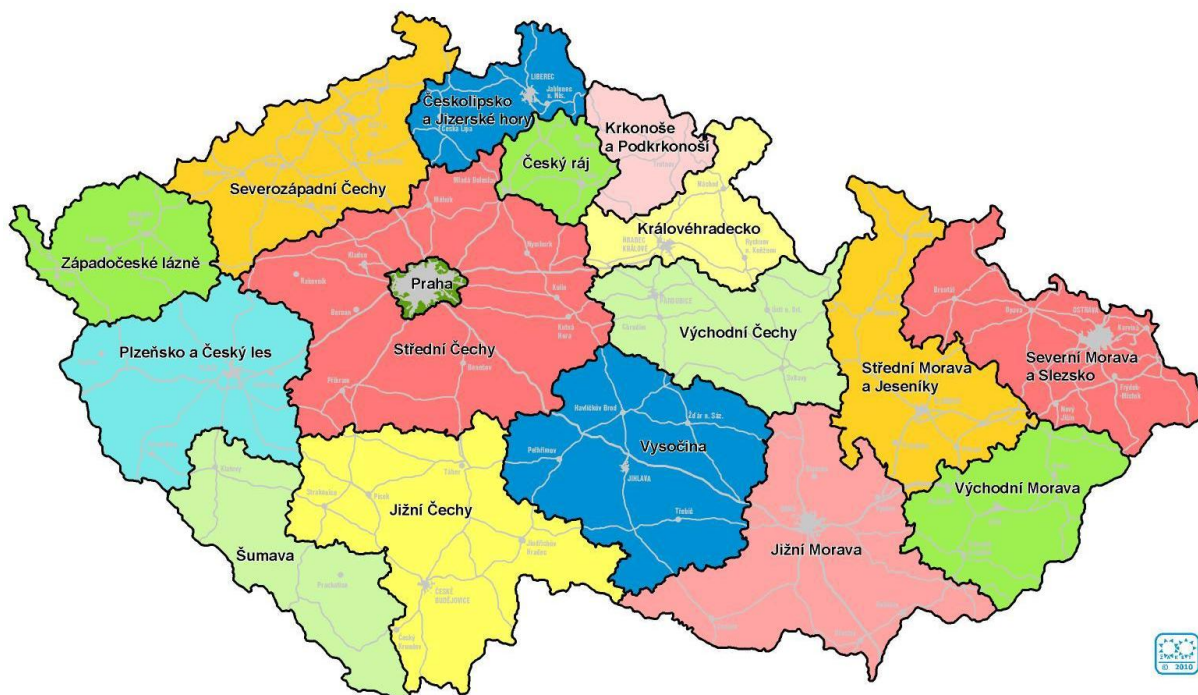 LIBEREC
Jablonec
n. Nis.
Českolipsko
a Jizerské hory
Česká Lípa
Krkonoše
a Podkrkonoší
Trutnov
Český ráj
Severozápadní Čechy
Mladá Boleslav
Mělník
Náchod
Královéhradecko
HRADEC
KRÁLOVÉ
Rychnov
n. Kněžnou
Západočeské lázně
Kladno
Rakovník
Nymburk
Praha
Kolín
Beroun
Kutná
Hora
PARDUBICE
Chrudim
Ústí n. Orl.
Svitavy
Východní Čechy
Bruntál
Opava
OSTRAVA
Karviná
Plzeňsko a Český les
Střední Čechy
Benešov
Příbram
Severní Morava
a Slezsko
Frýdek-
Místek
Nový
Jičín
Střední Morava
a Jeseníky
Havlíčkův Brod
Žďár n. Sáz.
Vysočina
Pelhřimov
JIHLAVA
Třebíč
Klatovy
Tábor
Strakonice
Písek
Jižní Čechy
Jindřichův
Hradec
Východní Morava
Jižní Morava
Šumava
Prachatice
ČESKÉ
BUDĚJOVICE
Český
Krumlov
© 2010